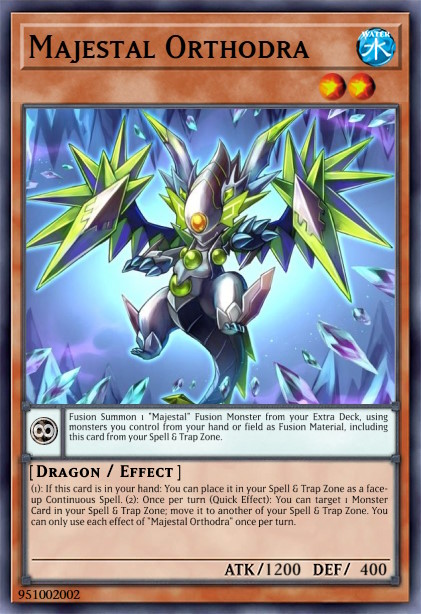 Majestal Orthodra
WATER
水
Fusion Summon 1 "Majestal" Fusion Monster from your Extra Deck, using
monsters you control from your hand or field as Fusion Material, including
this card from your Spell & Trap Zone.
[ Dragon / Effect ]
(1): If this card is in your hand: You can place it in your Spell & Trap Zone as a face-
up Continuous Spell. (2): Once per turn (Quick Effect): You can target 1 Monster
Card in your Spell & Trap Zone; move it to another of your Spell & Trap Zone. You
can only use each effect of "Majestal Orthodra" once per turn.
ATK/1200 DEF/ 400
951002002